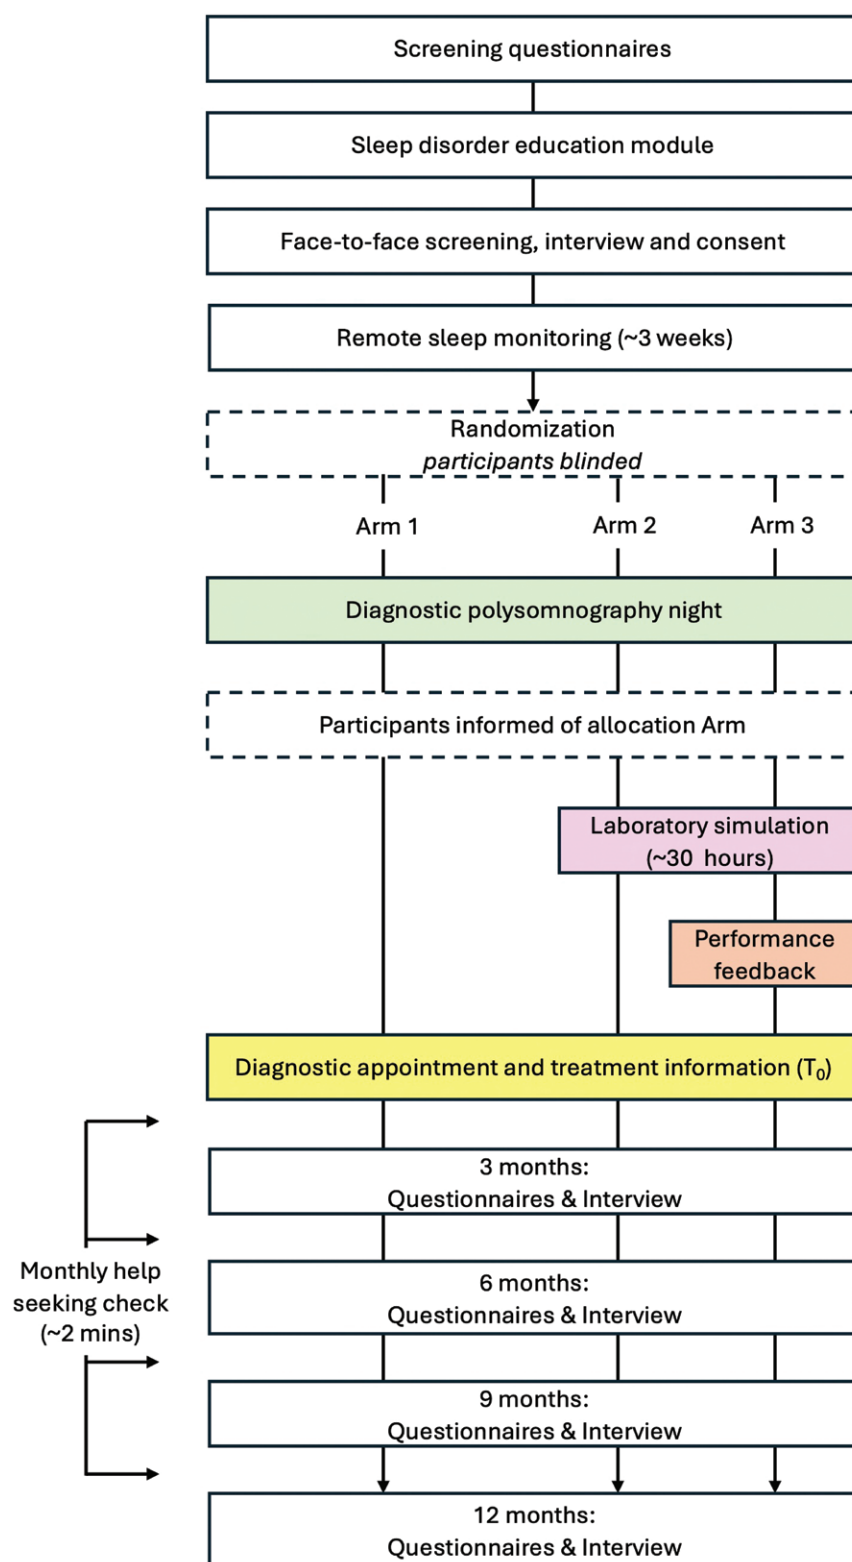 Screening questionnaires
Sleep disorder education module
Face-to-face screening, interview and consent
Remote sleep monitoring (~3 weeks)
Randomization
participants blinded
Arm 1
Arm 2
Arm 3
Diagnostic polysomnography night
Participants informed of allocation Arm
Laboratory simulation
(~30 hours)
Performance
feedback
Diagnostic appointment and treatment information (T₀)
3 months:
Questionnaires & Interview
Monthly help
seeking check
(~2 mins)
6 months:
Questionnaires & Interview
9 months:
Questionnaires & Interview
12 months:
Questionnaires & Interview